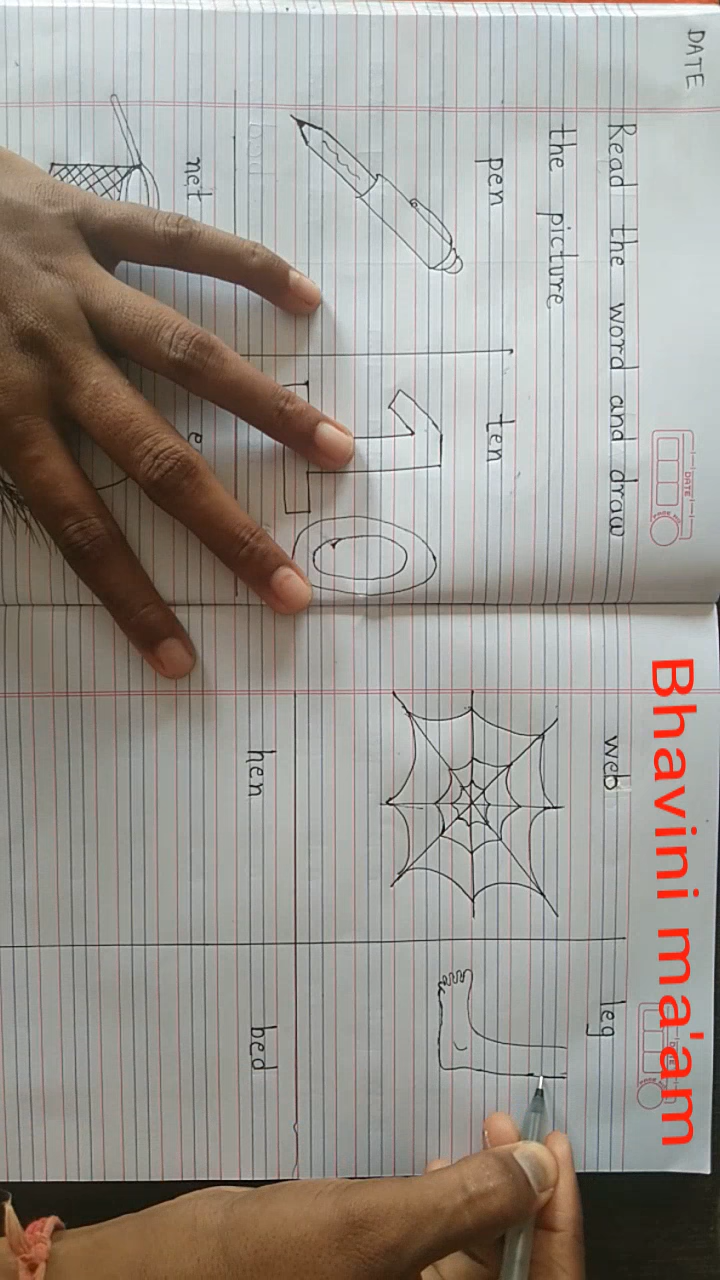 DATE
Read the word and draw
the picture
pen
ten
net
Bhavini ma'am
web
leg
hen
bed